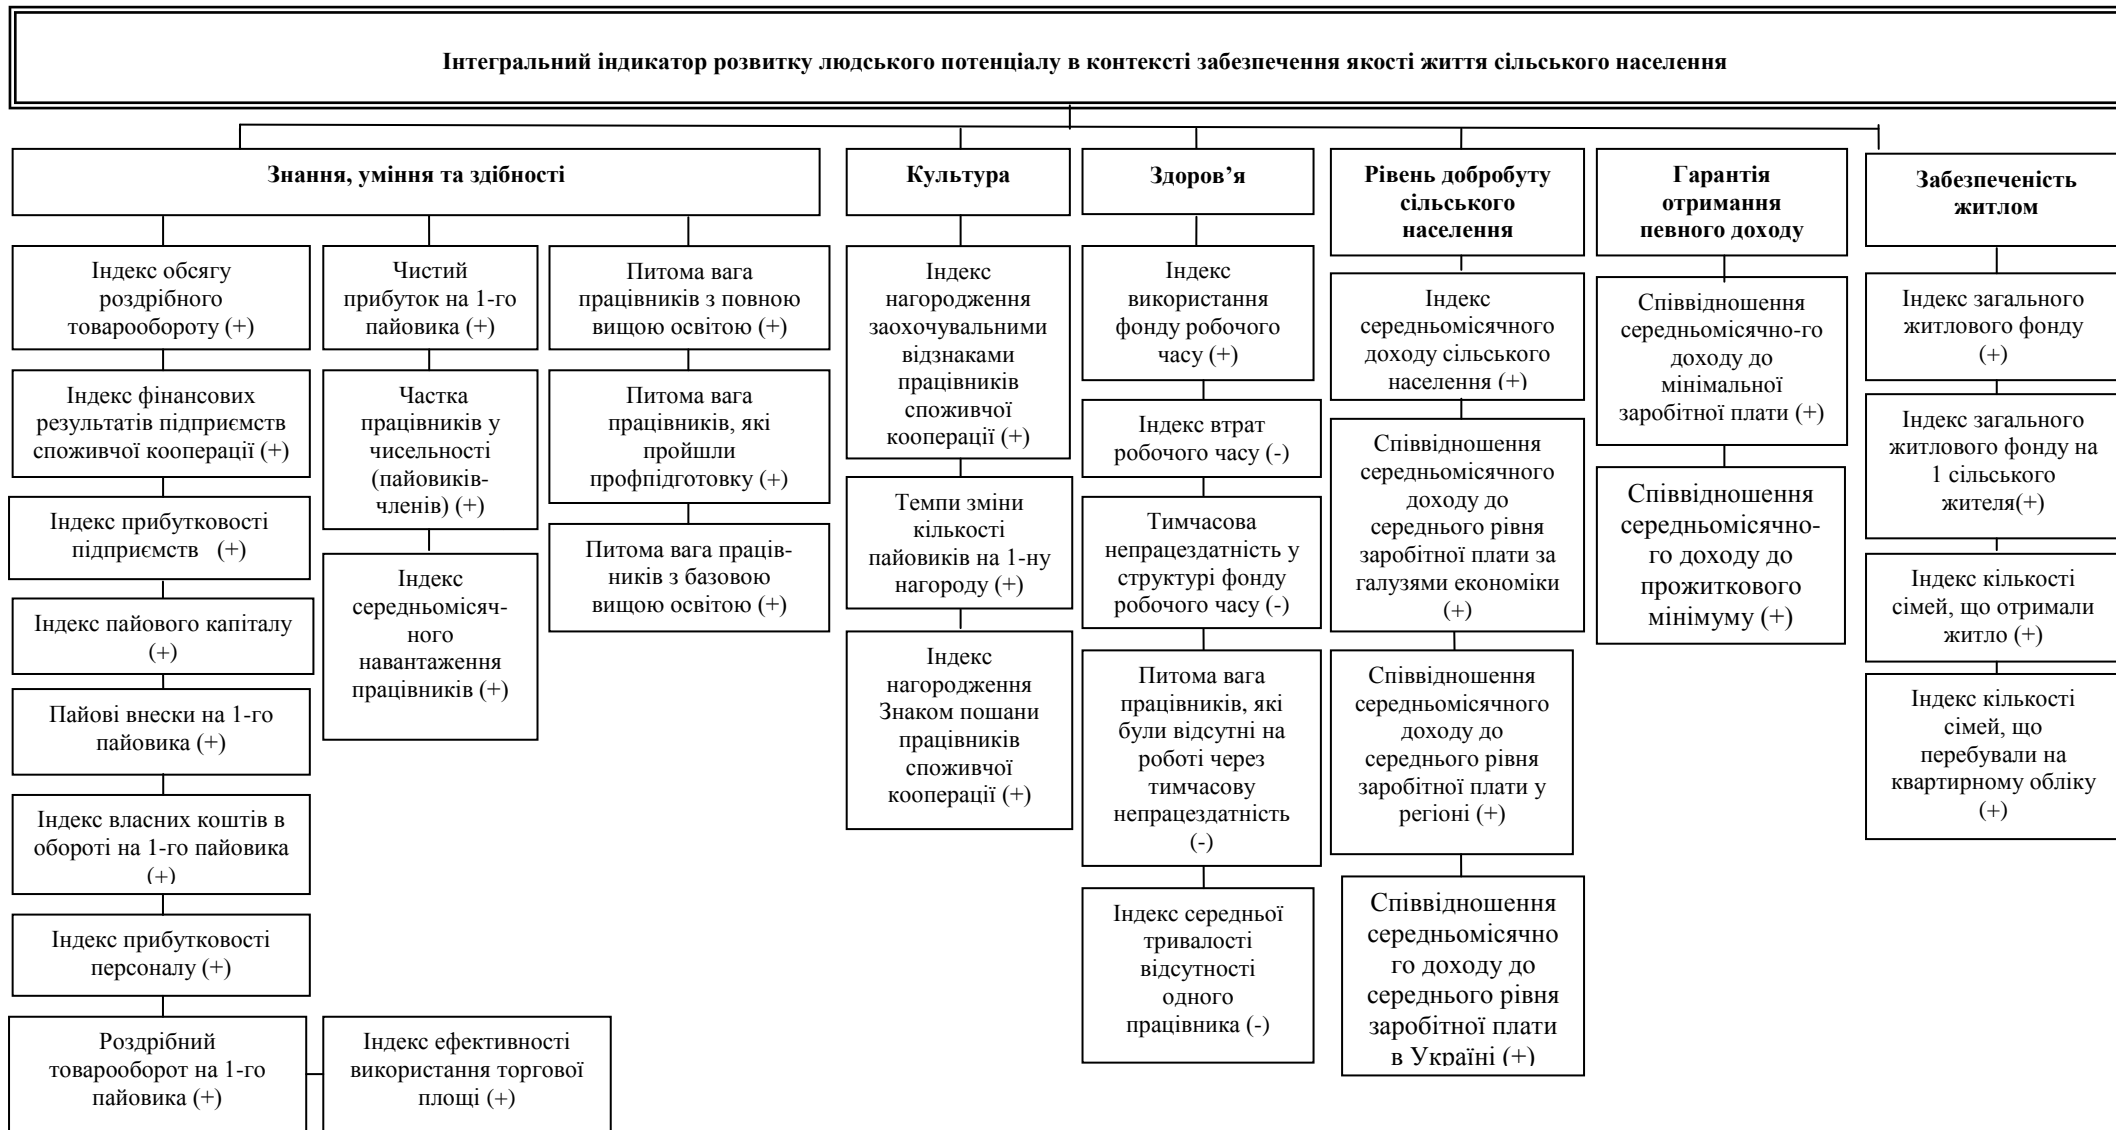 Інтегральний індикатор розвитку людського потенціалу в контексті забезпечення якості життя сільського населення
Знання, уміння та здібності
Індекс обсягу
роздрібного
товарообороту (+)
Індекс фінансових
результатів підприємств
споживчої кооперації (+)
Індекс прибутковості
підприємств (+)
Індекс пайового капіталу
(+)
Пайові внески на 1-го
пайовика (+)
Індекс власних коштів в
обороті на 1-го пайовика
(+)
Індекс прибутковості
персоналу (+)
Роздрібний
товарооборот на 1-го
пайовика (+)
Індекс ефективності
використання торгової
площі (+)
Чистий
прибуток на 1-го
пайовика (+)
Частка
працівників у
чисельності
(пайовиків-
членів) (+)
Індекс
середньомісяч-
ного
навантаження
працівників (+)
Питома вага
працівників з повною
вищою освітою (+)
Питома вага
працівників, які
пройшли
профпідготовку (+)
Питома вага праців-
ників з базовою
вищою освітою (+)
Культура
Індекс
нагородження
заохочувальними
відзнаками
працівників
споживчої
кооперації (+)
Темпи зміни
кількості
пайовиків на 1-ну
нагороду (+)
Індекс
нагородження
Знаком пошани
працівників
споживчої
кооперації (+)
Здоров’я
Індекс
використання
фонду робочого
часу (+)
Індекс втрат
робочого часу (-)
Тимчасова
непрацездатність у
структурі фонду
робочого часу (-)
Питома вага
працівників, які
були відсутні на
роботі через
тимчасову
непрацездатність
(-)
Індекс середньої
тривалості
відсутності
одного
працівника (-)
Рівень добробуту
сільського
населення
Індекс
середньомісячного
доходу сільського
населення (+)
Співвідношення
середньомісячного
доходу до
середнього рівня
заробітної плати за
галузями економіки
(+)
Співвідношення
середньомісячного
доходу до
середнього рівня
заробітної плати у
регіоні (+)
Співвідношення
середньомісячно
го доходу до
середнього рівня
заробітної плати
в Україні (+)
Гарантія
отримання
певного доходу
Співвідношення
середньомісячно-го
доходу до
мінімальної
заробітної плати (+)
Співвідношення
середньомісячно-
го доходу до
прожиткового
мінімуму (+)
Забезпеченість
житлом
Індекс загального
житлового фонду
(+)
Індекс загального
житлового фонду на
1 сільського
жителя(+)
Індекс кількості
сімей, що отримали
житло (+)
Індекс кількості
сімей, що
перебували на
квартирному обліку
(+)